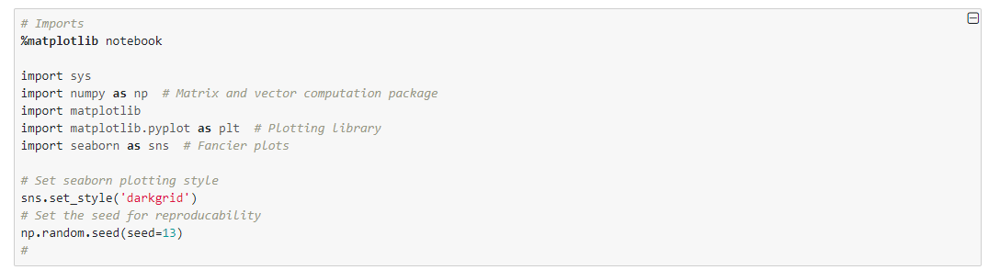 # Imports
%matplotlib notebook
import sys
import numpy as np  # Matrix and vector computation package
import matplotlib
import matplotlib.pyplot as plt  # Plotting library
import seaborn as sns  # Fancier plots
# Set seaborn plotting style
sns.set_style('darkgrid')
# Set the seed for reproducability
np.random.seed(seed=13)
#